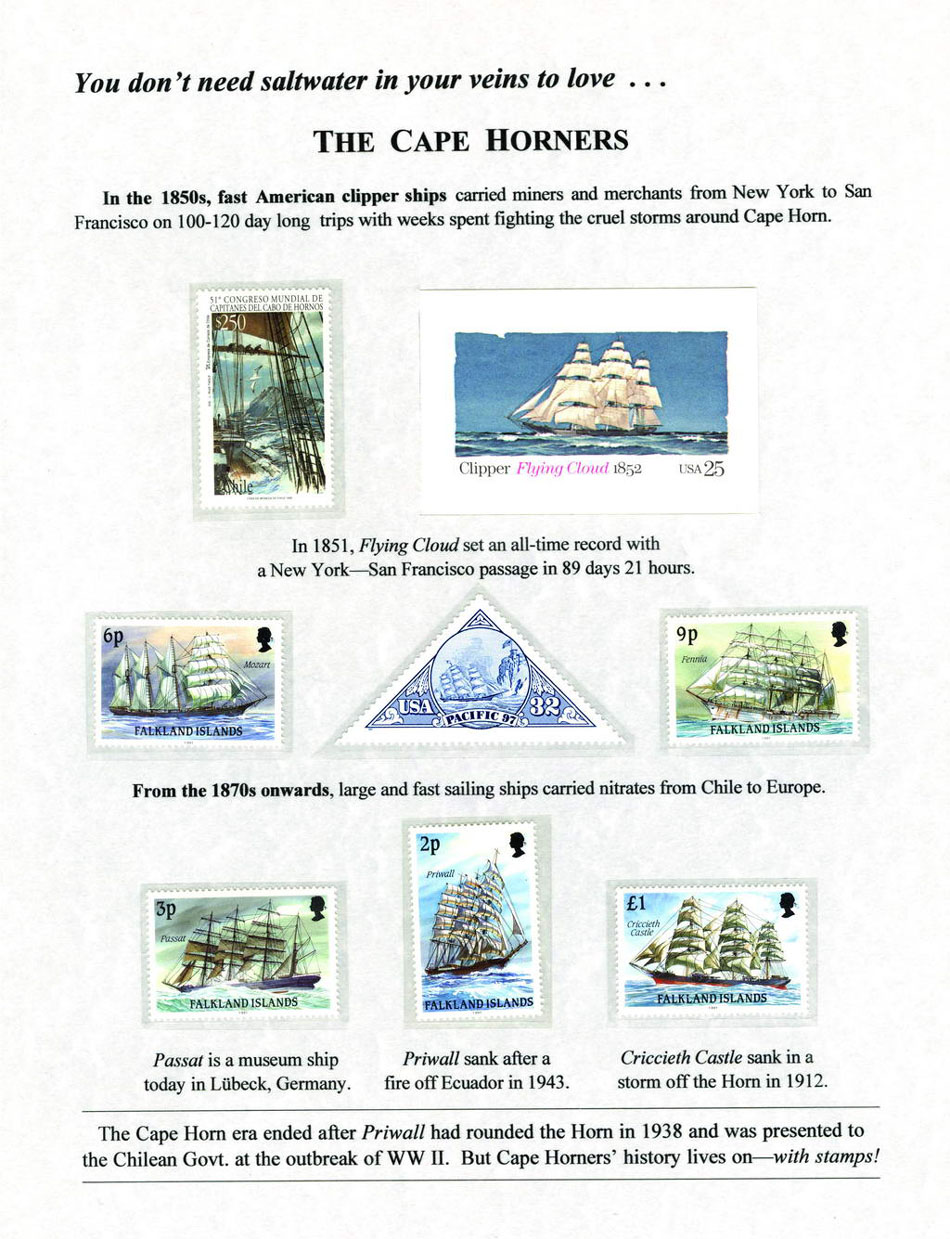 You don't need saltwater in your veins to love . . .
THE CAPE HORNERS
In the 1850s, fast American clipper ships carried miners and merchants from New York to San
Francisco on 100-120 day long trips with weeks spent fighting the cruel storms around Cape Horn.
51º CONGRESO MUNDIAL DE
CAPITANES DEL CABO DE HORNOS
$250
Chile
Clipper Flying Cloud 1852 USA 25
In 1851, Flying Cloud set an all-time record with
a New York—San Francisco passage in 89 days 21 hours.
6p
Mozart
FALKLAND ISLANDS
USA 32
PACIFIC 97
9p
Fennia
FALKLAND ISLANDS
From the 1870s onwards, large and fast sailing ships carried nitrates from Chile to Europe.
3p
Passat
FALKLAND ISLANDS
2p
Priwall
FALKLAND ISLANDS
£1
Criccieth
Castle
FALKLAND ISLANDS
Passat is a museum ship
today in Lübeck, Germany.
Priwall sank after a
fire off Ecuador in 1943.
Criccieth Castle sank in a
storm off the Horn in 1912.
The Cape Horn era ended after Priwall had rounded the Horn in 1938 and was presented to
the Chilean Govt. at the outbreak of WW II. But Cape Horners' history lives on—with stamps!